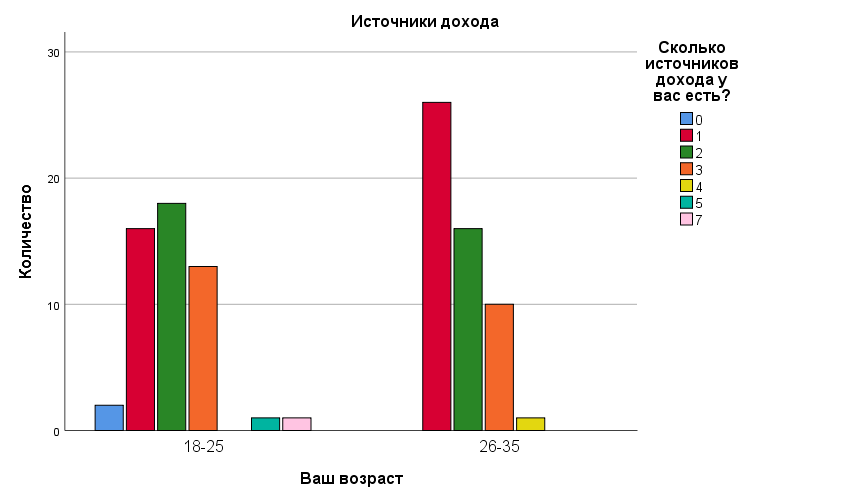 Источники дохода
Сколько
источников
дохода у
вас есть?
0
1
2
3
4
5
7
Количество
30
20
10
0
18-25
26-35
Ваш возраст